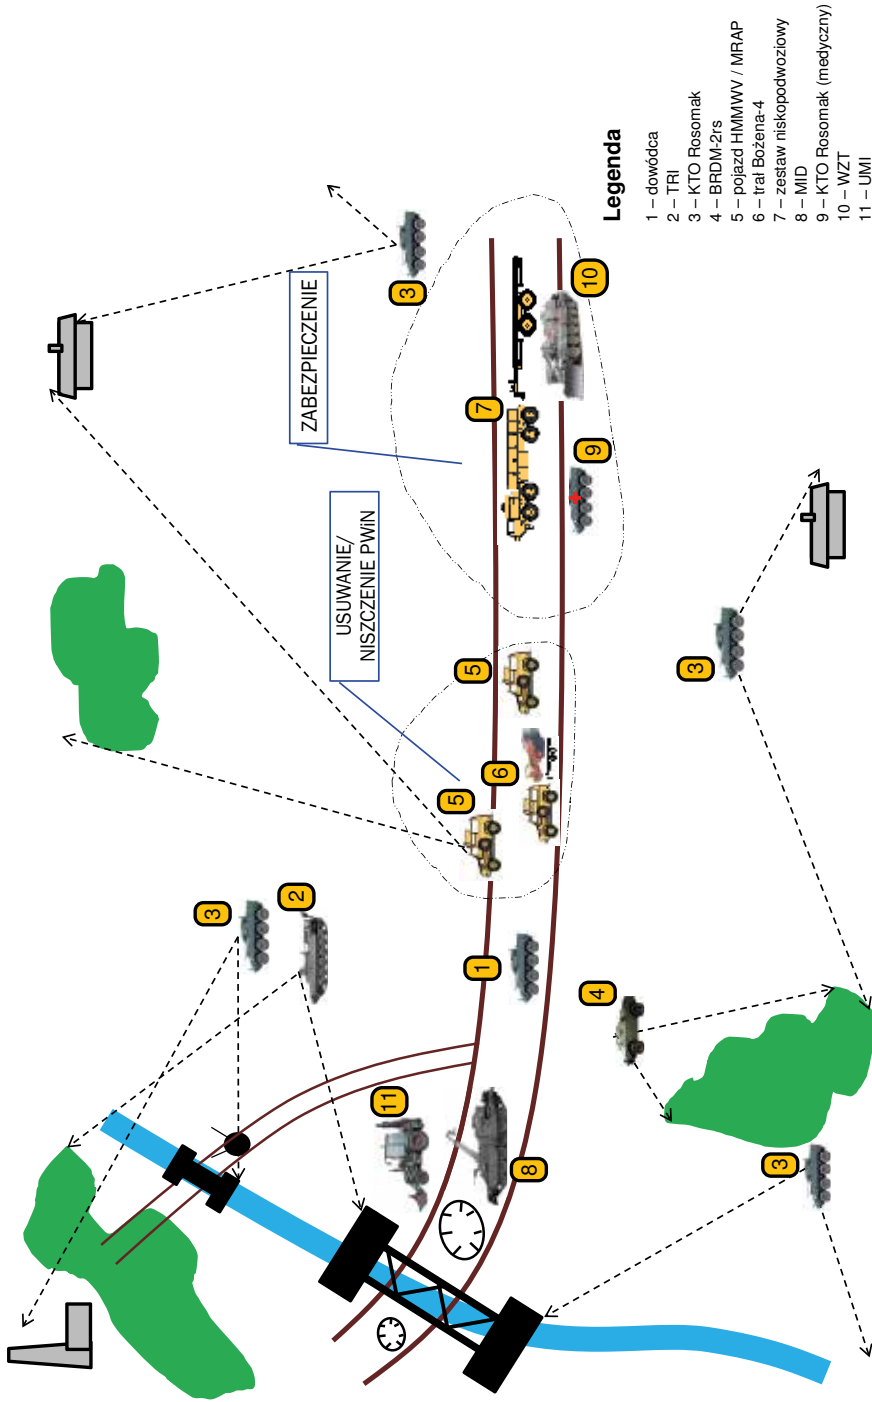 ZABEZPIECZENIE
USUWANIE/
NISZCZENIE PWiN
3
10
7
9
5
6
5
3
3
2
1
4
11
8
3
Legenda
1 – dowódca
2 – TRI
3 – KTO Rosomak
4 – BRDM-2rs
5 – pojazd HMMWV / MRAP
6 – trał Bożena-4
7 – zestaw niskopodwoziowy
8 – MID
9 – KTO Rosomak (medyczny)
10 – WZT
11 – UMI